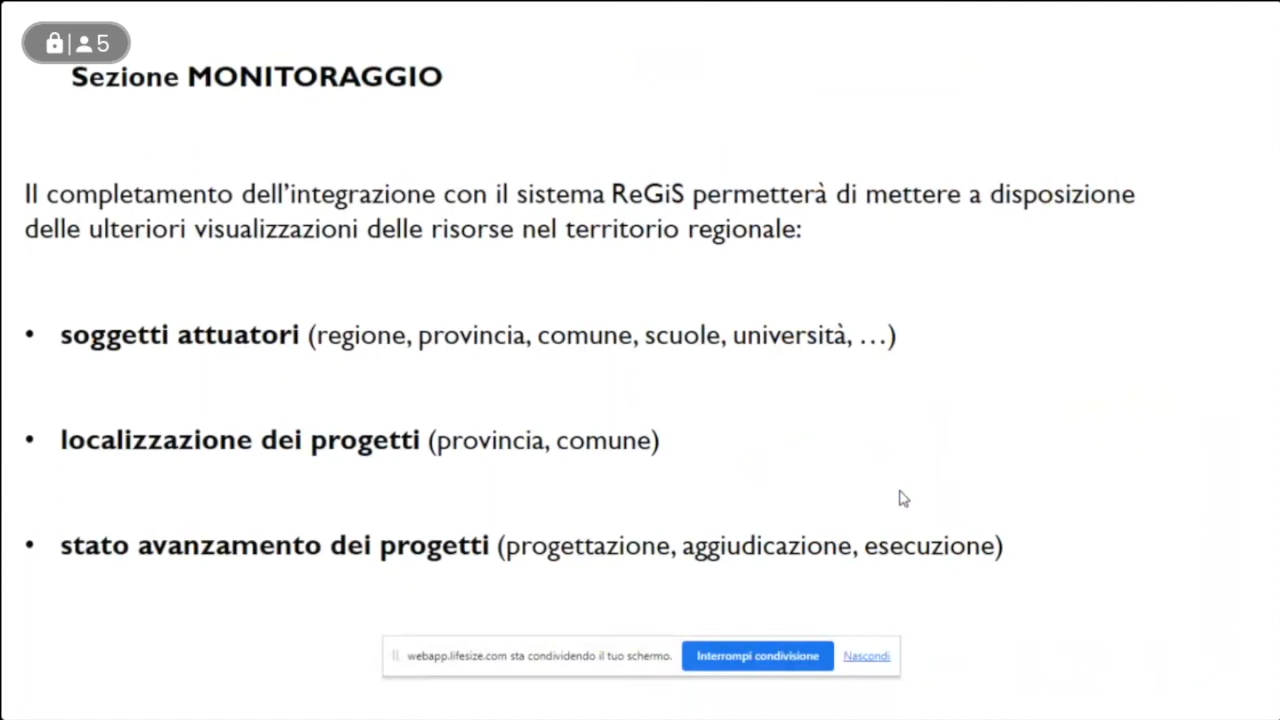 5
Sezione MONITORAGGIO
Il completamento dell’integrazione con il sistema ReGiS permetterà di mettere a disposizione
delle ulteriori visualizzazioni delle risorse nel territorio regionale:
• soggetti attuatori (regione, provincia, comune, scuole, università, …)
• localizzazione dei progetti (provincia, comune)
• stato avanzamento dei progetti (progettazione, aggiudicazione, esecuzione)
webapp.lifesize.com sta condividendo il tuo schermo. Interrompi condivisione Nascondi